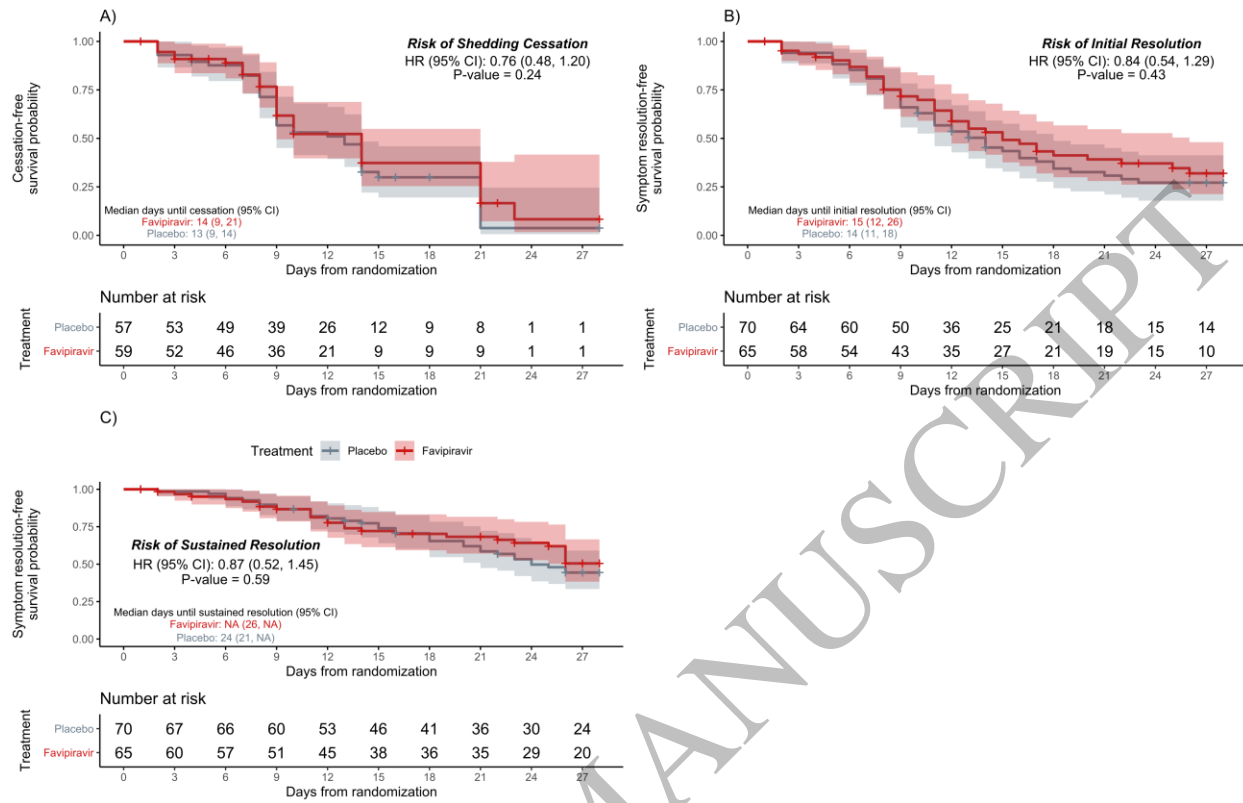 A)
Risk of Shedding Cessation
HR (95% CI): 0.76 (0.48, 1.20)
P-value = 0.24
Cessation-free
survival probability
1.00
0.75
0.50
0.25
0.00
Median days until cessation (95% CI)
Favipiravir: 14 (9, 21)
Placebo: 13 (9, 14)
0 3 6 9 12 15 18 21 24 27
Days from randomization
Number at risk
Treatment
Placebo 57 53 49 39 26 12 9 8 1 1
Favipiravir 59 52 46 36 21 9 9 9 1 1
0 3 6 9 12 15 18 21 24 27
Days from randomization
B)
Risk of Initial Resolution
HR (95% CI): 0.84 (0.54, 1.29)
P-value = 0.43
Symptom resolution-free
survival probability
1.00
0.75
0.50
0.25
0.00
Median days until initial resolution (95% CI)
Favipiravir: 15 (12, 26)
Placebo: 14 (11, 18)
0 3 6 9 12 15 18 21 24 27
Days from randomization
Number at risk
Treatment
Placebo 70 64 60 50 36 25 21 18 15 14
Favipiravir 65 58 54 43 35 27 21 19 15 10
0 3 6 9 12 15 18 21 24 27
Days from randomization
C)
Treatment Placebo Favipiravir
Symptom resolution-free
survival probability
1.00
0.75
0.50
0.25
0.00
Risk of Sustained Resolution
HR (95% CI): 0.87 (0.52, 1.45)
P-value = 0.59
Median days until sustained resolution (95% CI)
Favipiravir: NA (26, NA)
Placebo: 24 (21, NA)
0 3 6 9 12 15 18 21 24 27
Days from randomization
Number at risk
Treatment
Placebo 70 67 66 60 53 46 41 36 30 24
Favipiravir 65 60 57 51 45 38 36 35 29 20
0 3 6 9 12 15 18 21 24 27
Days from randomization
MANUSCRIPT